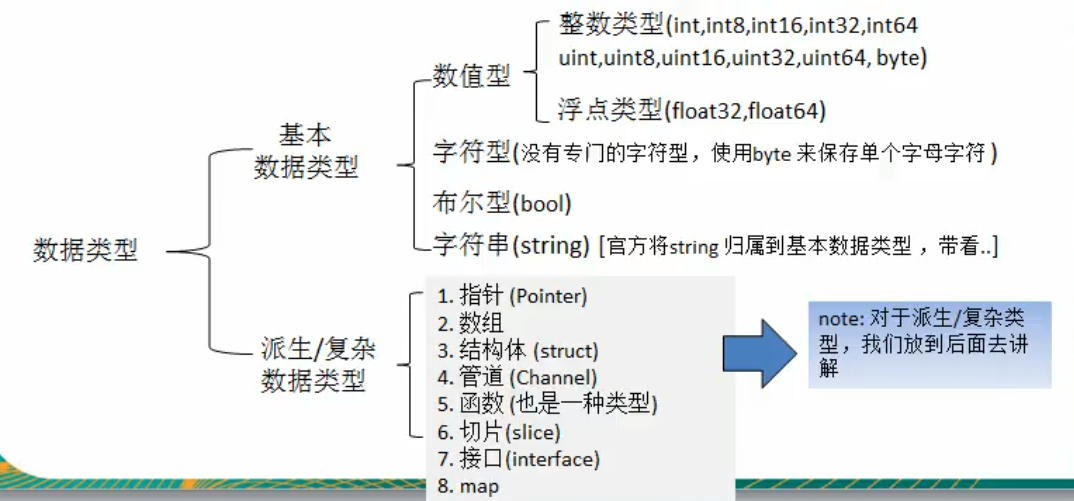 整数类型(int,int8,int16,int32,int64
uint,uint8,uint16,uint32,uint64, byte)
数值型
浮点类型(float32,float64)
基本
数据类型
字符型(没有专门的字符型，使用byte 来保存单个字母字符 )
布尔型(bool)
字符串(string) [官方将string 归属到基本数据类型 ，带看..]
数据类型
派生/复杂
数据类型
1. 指针 (Pointer)
2. 数组
3. 结构体 (struct)
4. 管道 (Channel)
5. 函数 (也是一种类型)
6. 切片(slice)
7. 接口(interface)
8. map
note: 对于派生/复杂类
型，我们放到后面去讲
解